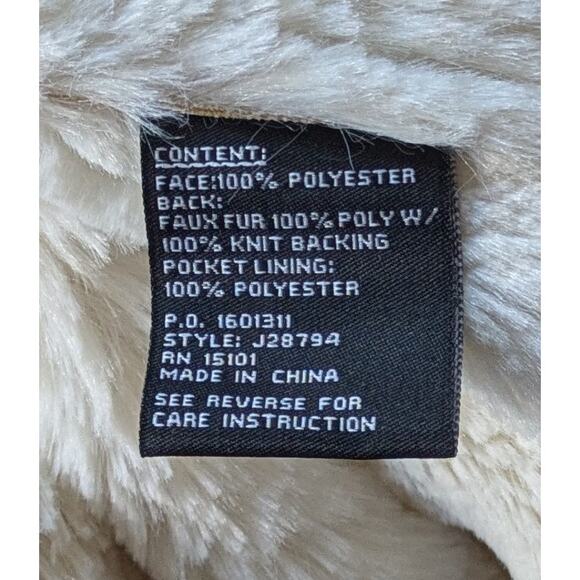 CONTENT:
FACE:100% POLYESTER
BACK:
FAUX FUR 100% POLY W/
100% KNIT BACKING
POCKET LINING:
100% POLYESTER
P.O. 1601311
STYLE: J28794
RN 15101
MADE IN CHINA
SEE REVERSE FOR
CARE INSTRUCTION